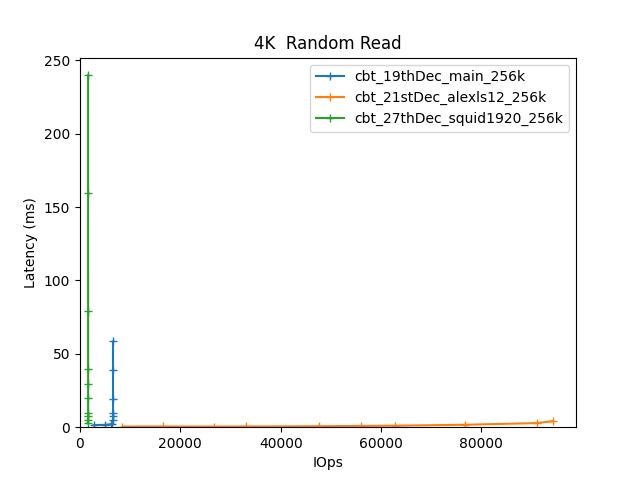 4K  Random Read
cbt_19thDec_main_256k
cbt_21stDec_alexls12_256k
cbt_27thDec_squid1920_256k
Latency (ms)
250
200
150
100
50
0
0 20000 40000 60000 80000
IOps